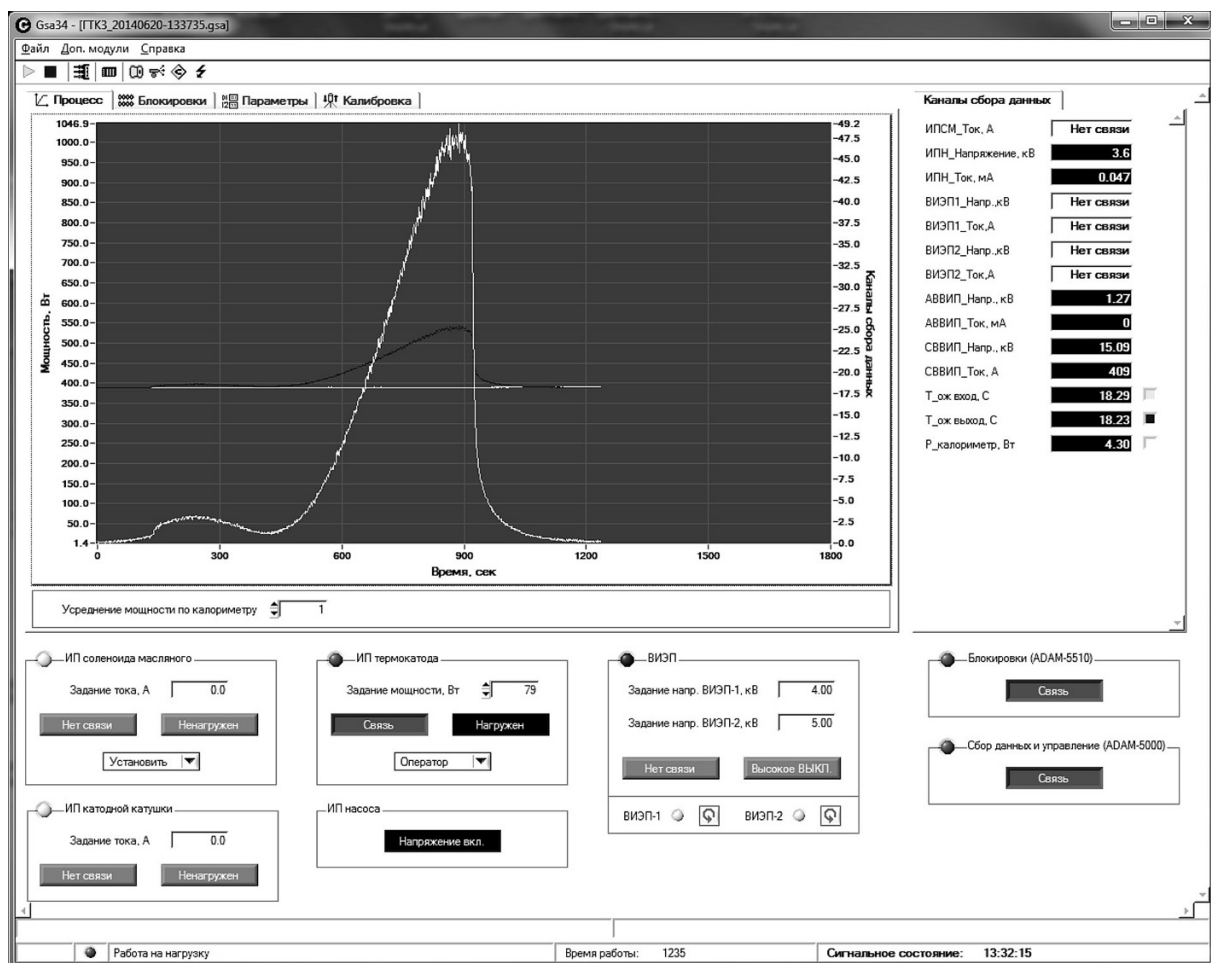 Gsa34 - [ГТК3_20140620-133735.gsa]
Файл Доп. модули Справка
Процесс Блокировки Параметры Калибровка
1046.9
1000.0
950.0
900.0
850.0
800.0
750.0
700.0
650.0
600.0
550.0
500.0
450.0
400.0
350.0
300.0
250.0
200.0
150.0
100.0
50.0
1.4
Мощность, Вт
49.2
47.5
45.0
42.5
40.0
37.5
35.0
32.5
30.0
27.5
25.0
22.5
20.0
17.5
15.0
12.5
10.0
7.5
5.0
2.5
0.0
Каналы сбора данных
0 300 600 900 1200 1500 1800
Время, сек
Усреднение мощности по калориметру 1
Каналы сбора данных
ИПСМ_Ток, А Нет связи
ИПН_Напряжение, кВ 3.6
ИПН_Ток, мА 0.047
ВИЭП1_Напр.,кВ Нет связи
ВИЭП1_Ток,А Нет связи
ВИЭП2_Напр.,кВ Нет связи
ВИЭП2_Ток,А Нет связи
АВВИП_Напр., кВ 1.27
АВВИП_Ток, мА 0
СВВИП_Напр., кВ 15.09
СВВИП_Ток, А 409
Т_ож вход, С 18.29
Т_ож выход, С 18.23
Р_калориметр, Вт 4.30
ИП соленоида масляного
Задание тока, А 0.0
Нет связи Ненагружен
Установить
ИП термокатода
Задание мощности, Вт 79
Связь Нагружен
Оператор
ВИЭП
Задание напр. ВИЭП-1, кВ 4.00
Задание напр. ВИЭП-2, кВ 5.00
Нет связи Высокое ВЫКП.
ВИЭП-1 ВИЭП-2
Блокировки (ADAM-5510)
Связь
Сбор данных и управление (ADAM-5000)
Связь
ИП катодной катушки
Задание тока, А 0.0
Нет связи Ненагружен
ИП насоса
Напряжение вкл.
Работа на нагрузку Время работы: 1235 Сигнальное состояние: 13:32:15